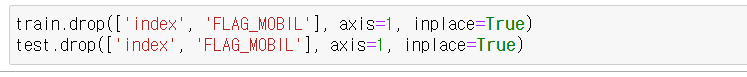 train.drop(['index', 'FLAG_MOBIL'], axis=1, inplace=True)
test.drop(['index', 'FLAG_MOBIL'], axis=1, inplace=True)